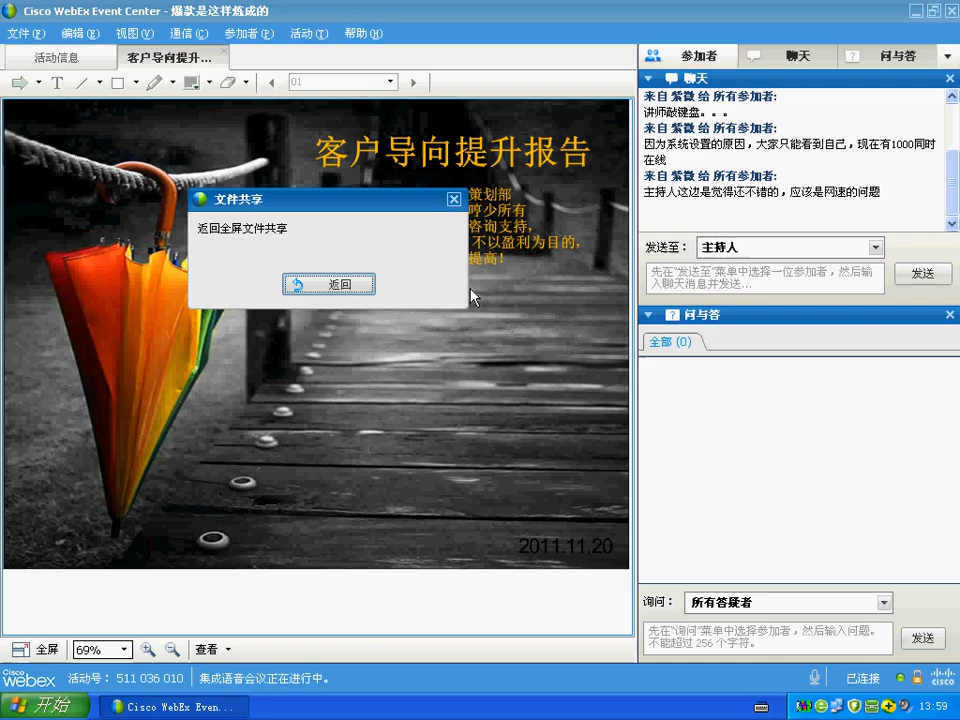 Cisco WebEx Event Center - 爆款是这样炼成的
文件(F) 编辑(E) 视图(V) 通信(C) 参加者(P) 活动(T) 帮助(H)
活动信息 客户导向提升... 参加者 聊天 问与答
01
聊天
来自 紫微 给 所有参加者:
讲师敲键盘。。。
来自 紫微 给 所有参加者:
因为系统设置的原因，大家只能看到自己，现在有1000同时
在线
来自 紫微 给 所有参加者:
主持人这边是觉得还不错的，应该是网速的问题
发送至： 主持人
先在“发送至”菜单中选择一位参加者，然后输
入聊天消息并发送...
发送
问与答
全部 (0)
询问： 所有答疑者
先在“询问”菜单中选择参加者，然后输入问题。
不能超过 256 个字符。
发送
客户导向提升报告
策划部
哼少所有
咨询支持，
不以盈利为目的，
提高！
文件共享
返回全屏文件共享
返回
2011.11.20
全屏 69% 查看
Cisco webex 活动号： 511 036 010 集成语音会议正在进行中。 已连接 cisco
开始 Cisco WebEx Even... 13:59